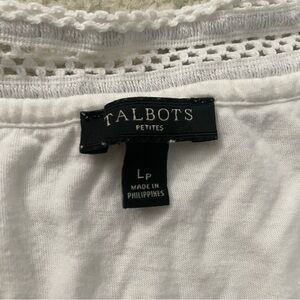 TALBOTS
PETITES
LP
MADE IN
PHILIPPINES